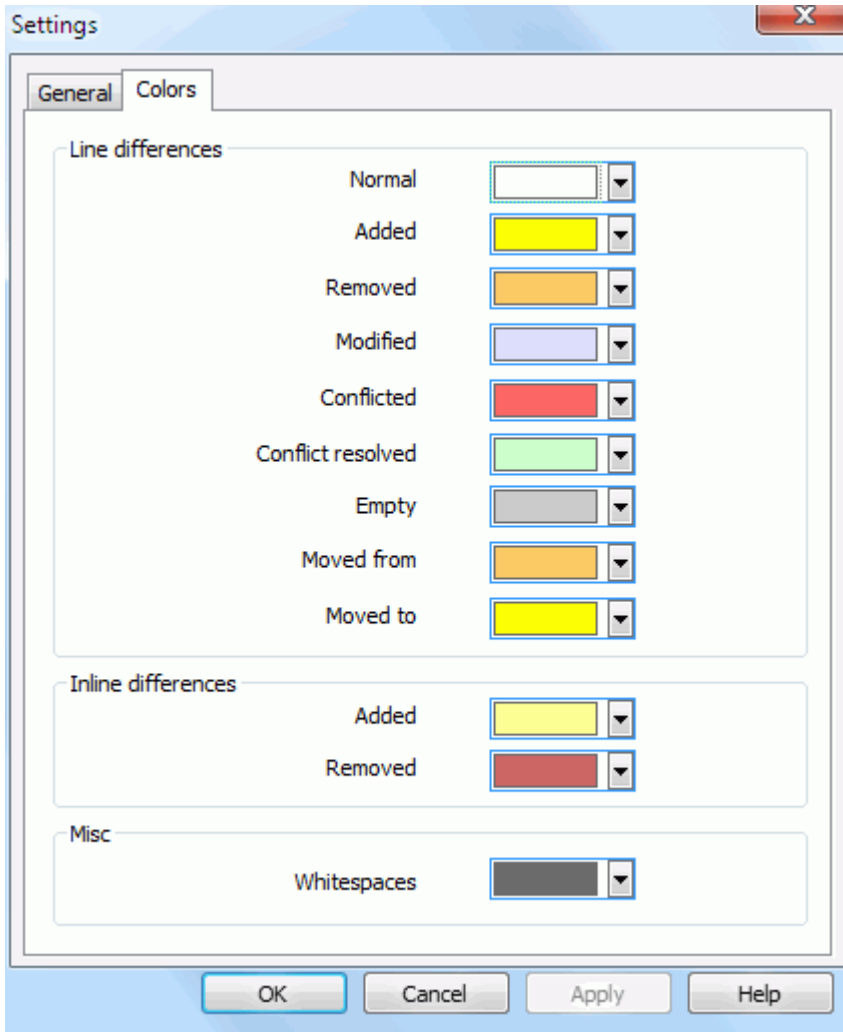 Settings
General Colors
Line differences
Normal
Added
Removed
Modified
Conflicted
Conflict resolved
Empty
Moved from
Moved to
Inline differences
Added
Removed
Misc
Whitespaces
OK Cancel Apply Help